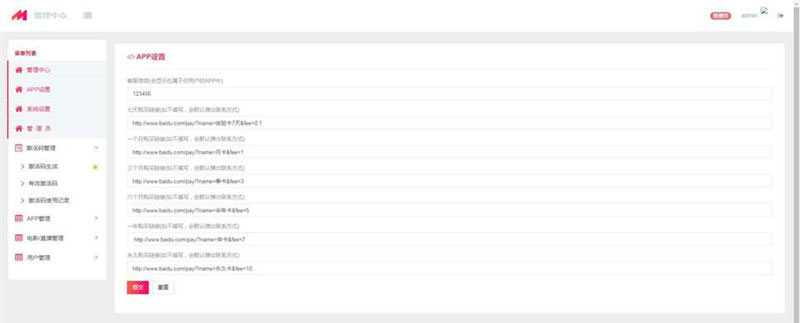 管理中心
admin
菜单列表
管理中心
APP设置
系统设置
管 理 员
激活码管理
激活码生成
有效激活码
激活码使用记录
APP管理
电影/直播管理
用户管理
</> APP设置
客服微信(会显示在属于你用户的APP中)
123456
七天购买链接(如不填写，会默认弹出联系方式)
http://www.baidu.com/pay/?name=体验卡7天&fee=0.1
一个月购买链接(如不填写，会默认弹出联系方式)
http://www.baidu.com/pay/?name=月卡&fee=1
三个月购买链接(如不填写，会默认弹出联系方式)
http://www.baidu.com/pay/?name=季卡&fee=3
六个月购买链接(如不填写，会默认弹出联系方式)
http://www.baidu.com/pay/?name=半年卡&fee=5
一年购买链接(如不填写，会默认弹出联系方式)
http://www.baidu.com/pay/?name=年卡&fee=7
永久购买链接(如不填写，会默认弹出联系方式)
http://www.baidu.com/pay/?name=永久卡&fee=10
提交
重置